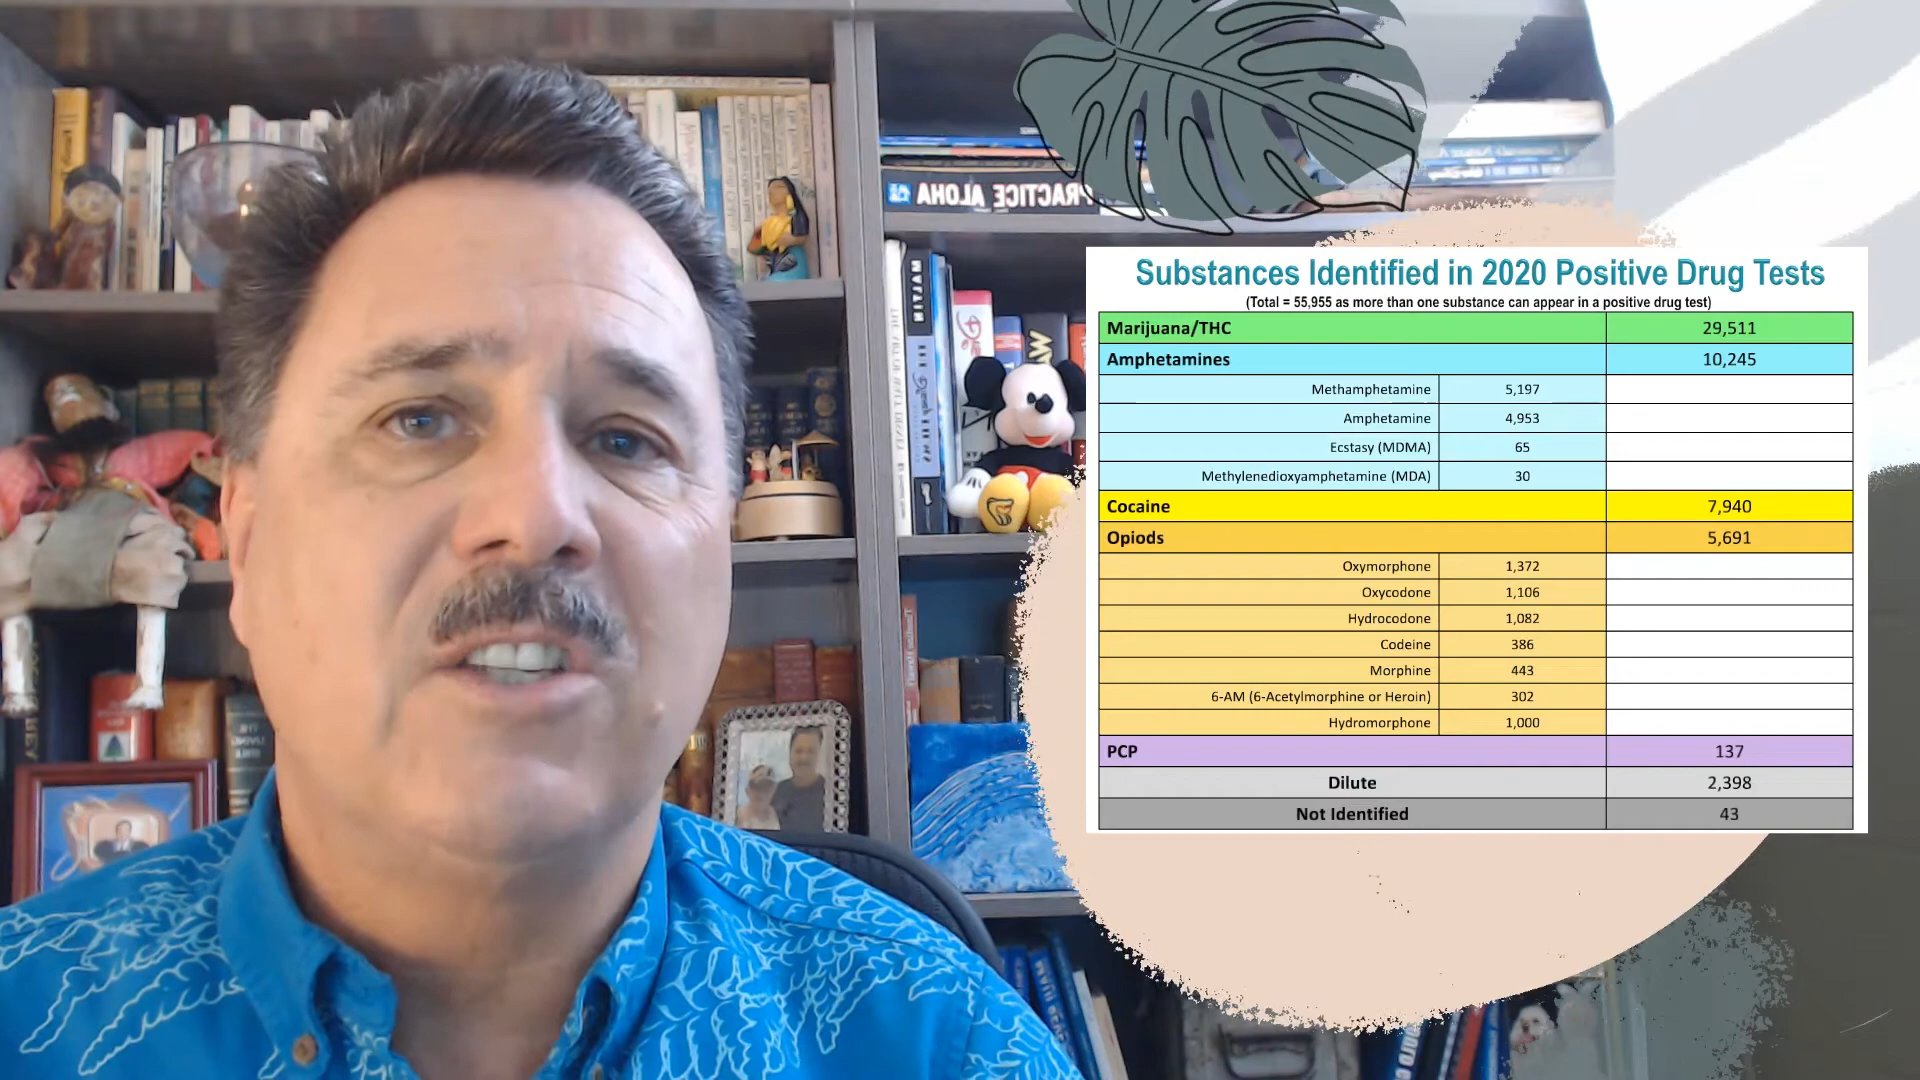 PRACTICE ALOHA
Substances Identified in 2020 Positive Drug Tests
(Total = 55,955 as more than one substance can appear in a positive drug test)
Marijuana/THC 29,511
Amphetamines 10,245
Methamphetamine 5,197
Amphetamine 4,953
Ecstasy (MDMA) 65
Methylenedioxyamphetamine (MDA) 30
Cocaine 7,940
Opiods 5,691
Oxymorphone 1,372
Oxycodone 1,106
Hydrocodone 1,082
Codeine 386
Morphine 443
6-AM (6-Acetylmorphine or Heroin) 302
Hydromorphone 1,000
PCP 137
Dilute 2,398
Not Identified 43